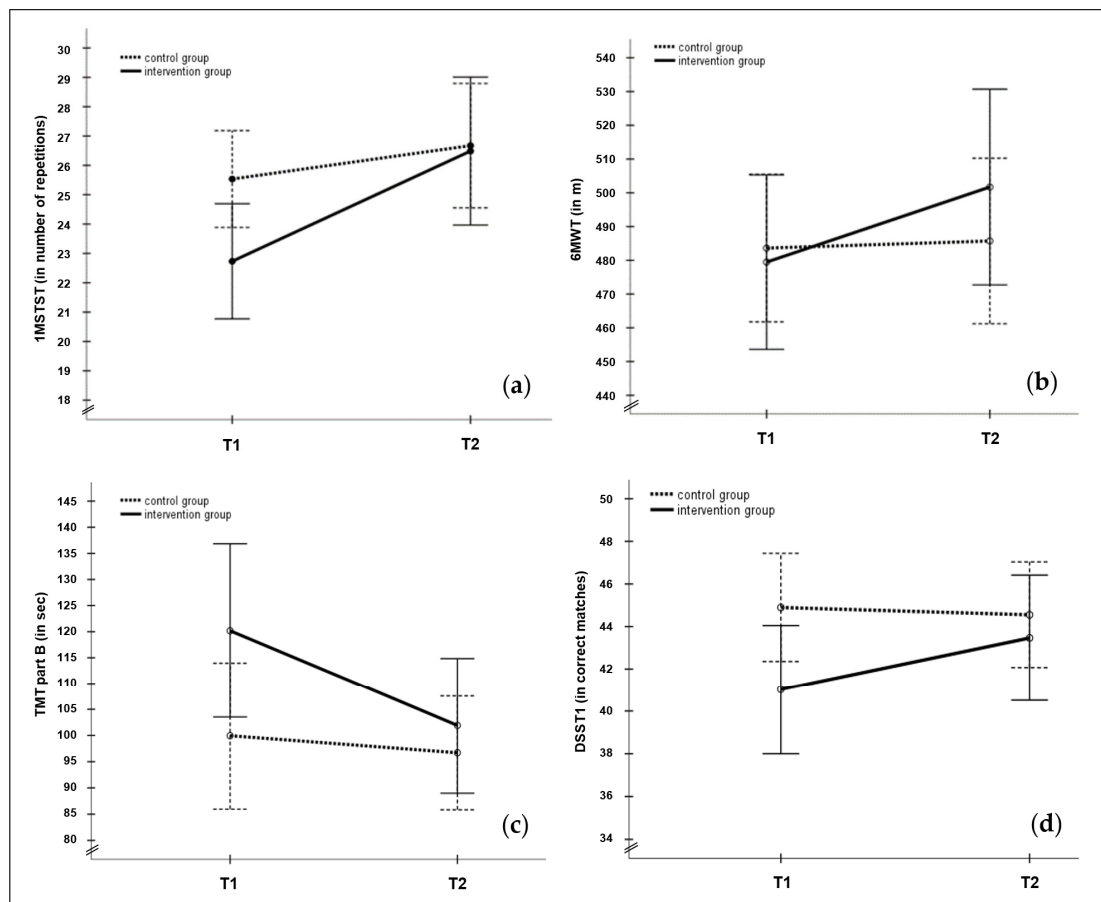 control group
intervention group
30
29
28
27
26
25
24
23
22
21
20
19
18
1MSTST (in number of repetitions)
T1
T2
(a)
control group
intervention group
540
530
520
510
500
490
480
470
460
450
440
6MWT (in m)
T1
T2
(b)
control group
intervention group
145
140
135
130
125
120
115
110
105
100
95
90
85
80
TMT part B (in sec)
T1
T2
(c)
control group
intervention group
50
48
46
44
42
40
38
36
34
DSST1 (in correct matches)
T1
T2
(d)